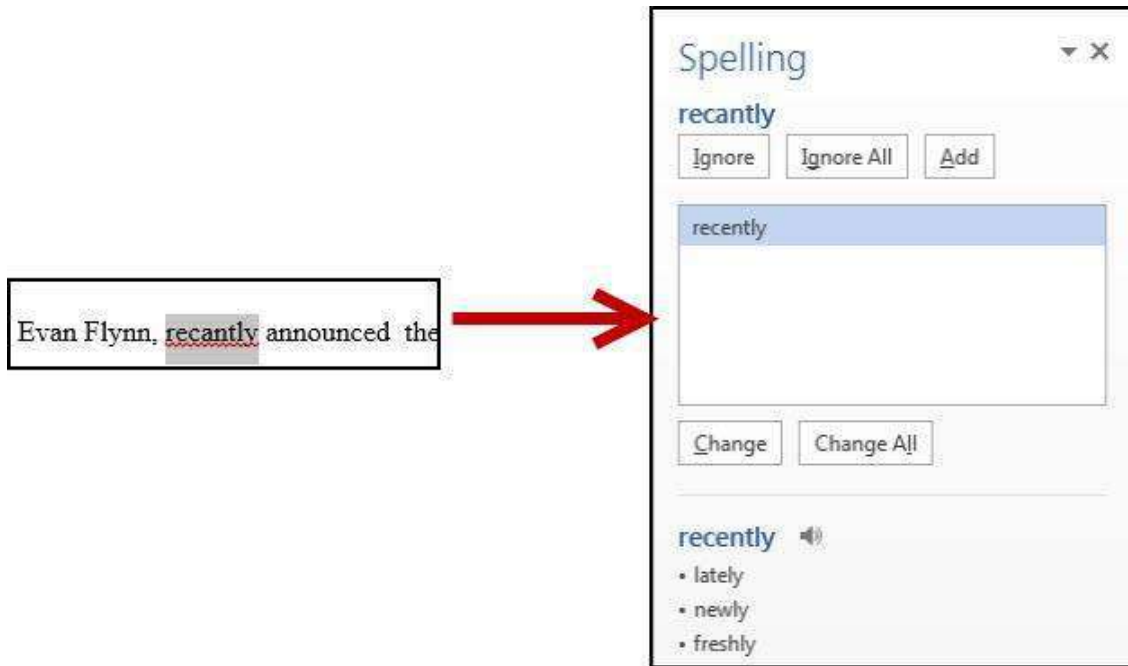 Evan Flynn, recantly announced the
Spelling
recantly
Ignore Ignore All Add
recently
Change Change All
recently
• lately
• newly
• freshly